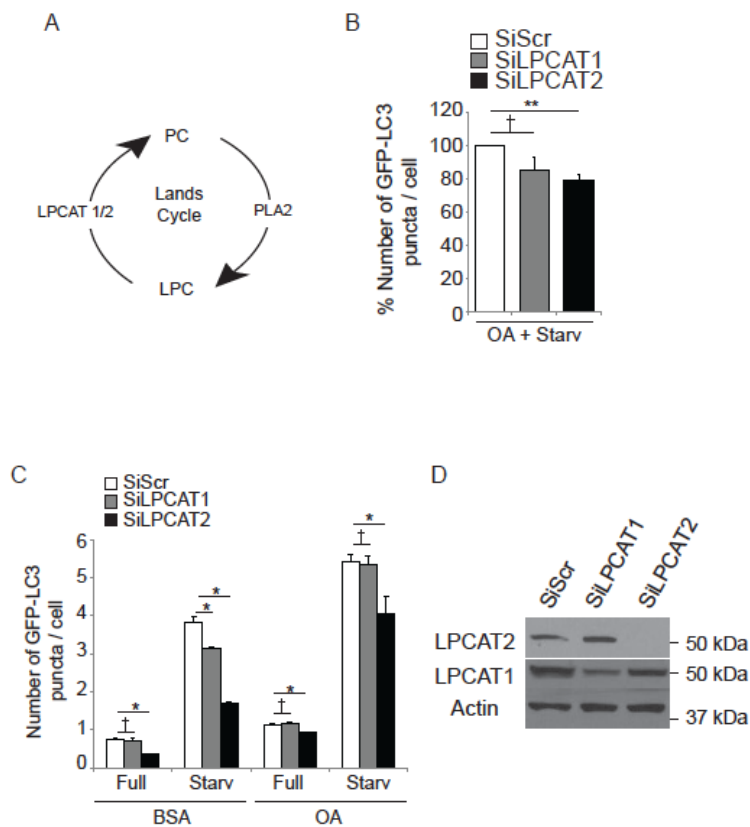 A
PC
Lands
Cycle
LPCAT 1/2
PLA2
LPC
B
SiScr
SiLPCAT1
SiLPCAT2
% Number of GFP-LC3
puncta / cell
120
100
80
60
40
20
0
**
†
OA + Starv
C
SiScr
SiLPCAT1
SiLPCAT2
Number of GFP-LC3
puncta / cell
6
5
4
3
2
1
0
† *
* *
† *
† *
Full Starv Full Starv
BSA OA
D
SiScr SiLPCAT1 SiLPCAT2
LPCAT2 - 50 kDa
LPCAT1 - 50 kDa
Actin - 37 kDa